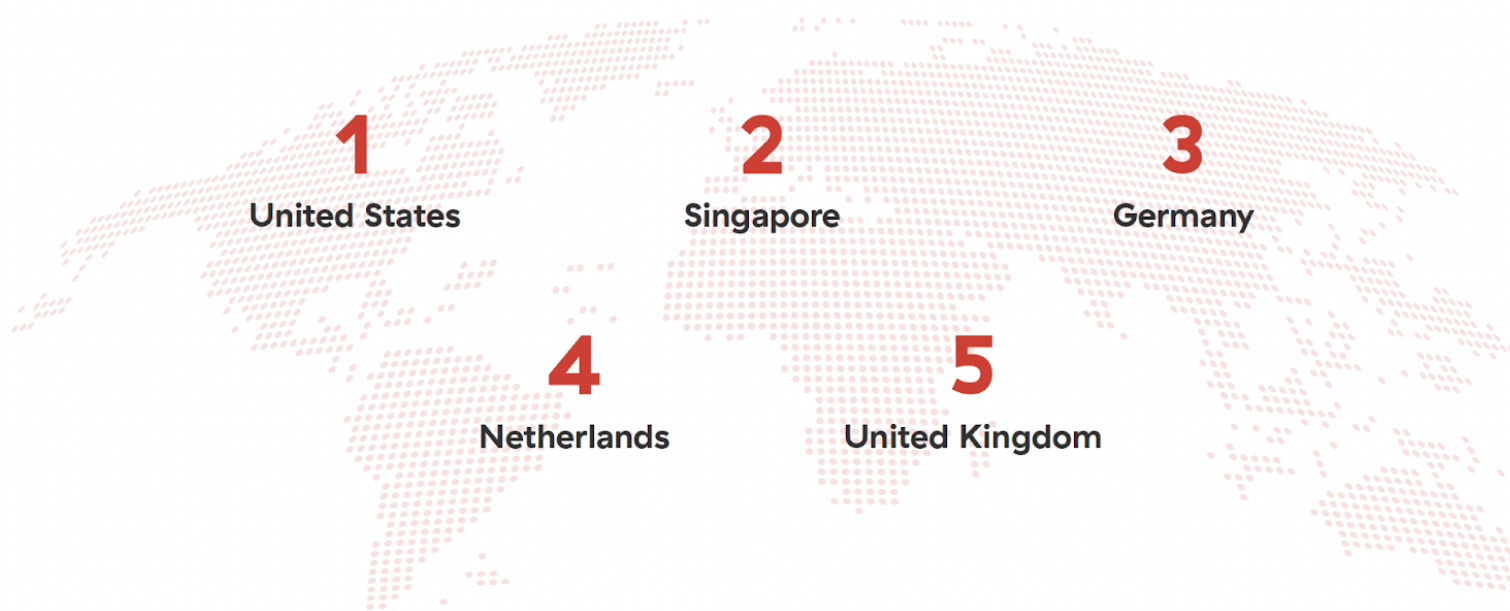 1
United States
2
Singapore
3
Germany
4
Netherlands
5
United Kingdom